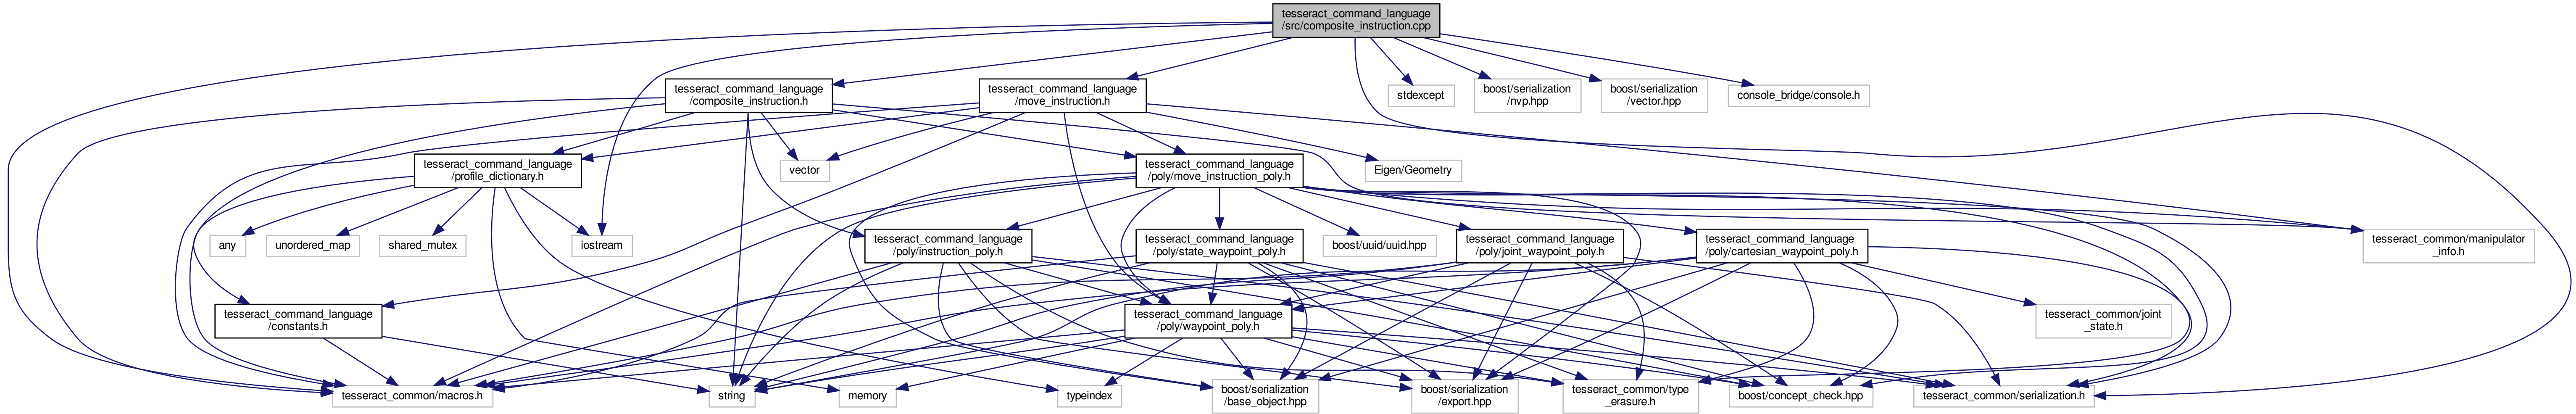 tesseract_command_language
/src/composite_instruction.cpp
tesseract_command_language
/composite_instruction.h
tesseract_command_language
/move_instruction.h
stdexcept
boost/serialization
/nvp.hpp
boost/serialization
/vector.hpp
console_bridge/console.h
tesseract_command_language
/profile_dictionary.h
vector
tesseract_command_language
/poly/move_instruction_poly.h
Eigen/Geometry
any
unordered_map
shared_mutex
iostream
tesseract_command_language
/poly/instruction_poly.h
tesseract_command_language
/poly/state_waypoint_poly.h
boost/uuid/uuid.hpp
tesseract_command_language
/poly/joint_waypoint_poly.h
tesseract_command_language
/poly/cartesian_waypoint_poly.h
tesseract_common/manipulator
_info.h
tesseract_command_language
/constants.h
tesseract_command_language
/poly/waypoint_poly.h
tesseract_common/joint
_state.h
tesseract_common/macros.h
string
memory
typeindex
boost/serialization
/base_object.hpp
boost/serialization
/export.hpp
tesseract_common/type
_erasure.h
boost/concept_check.hpp
tesseract_common/serialization.h